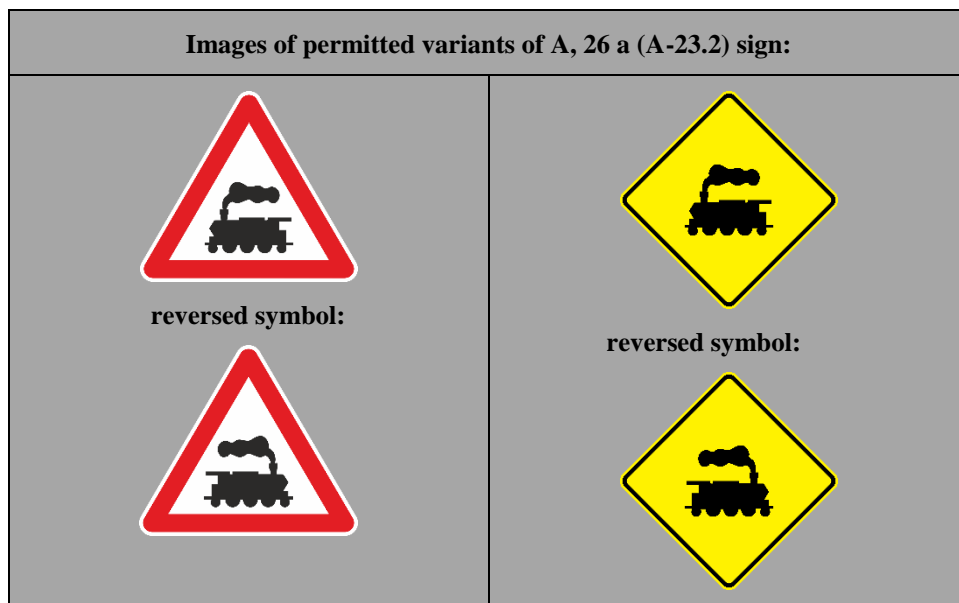 Images of permitted variants of A, 26 a (A-23.2) sign:
reversed symbol:
reversed symbol: